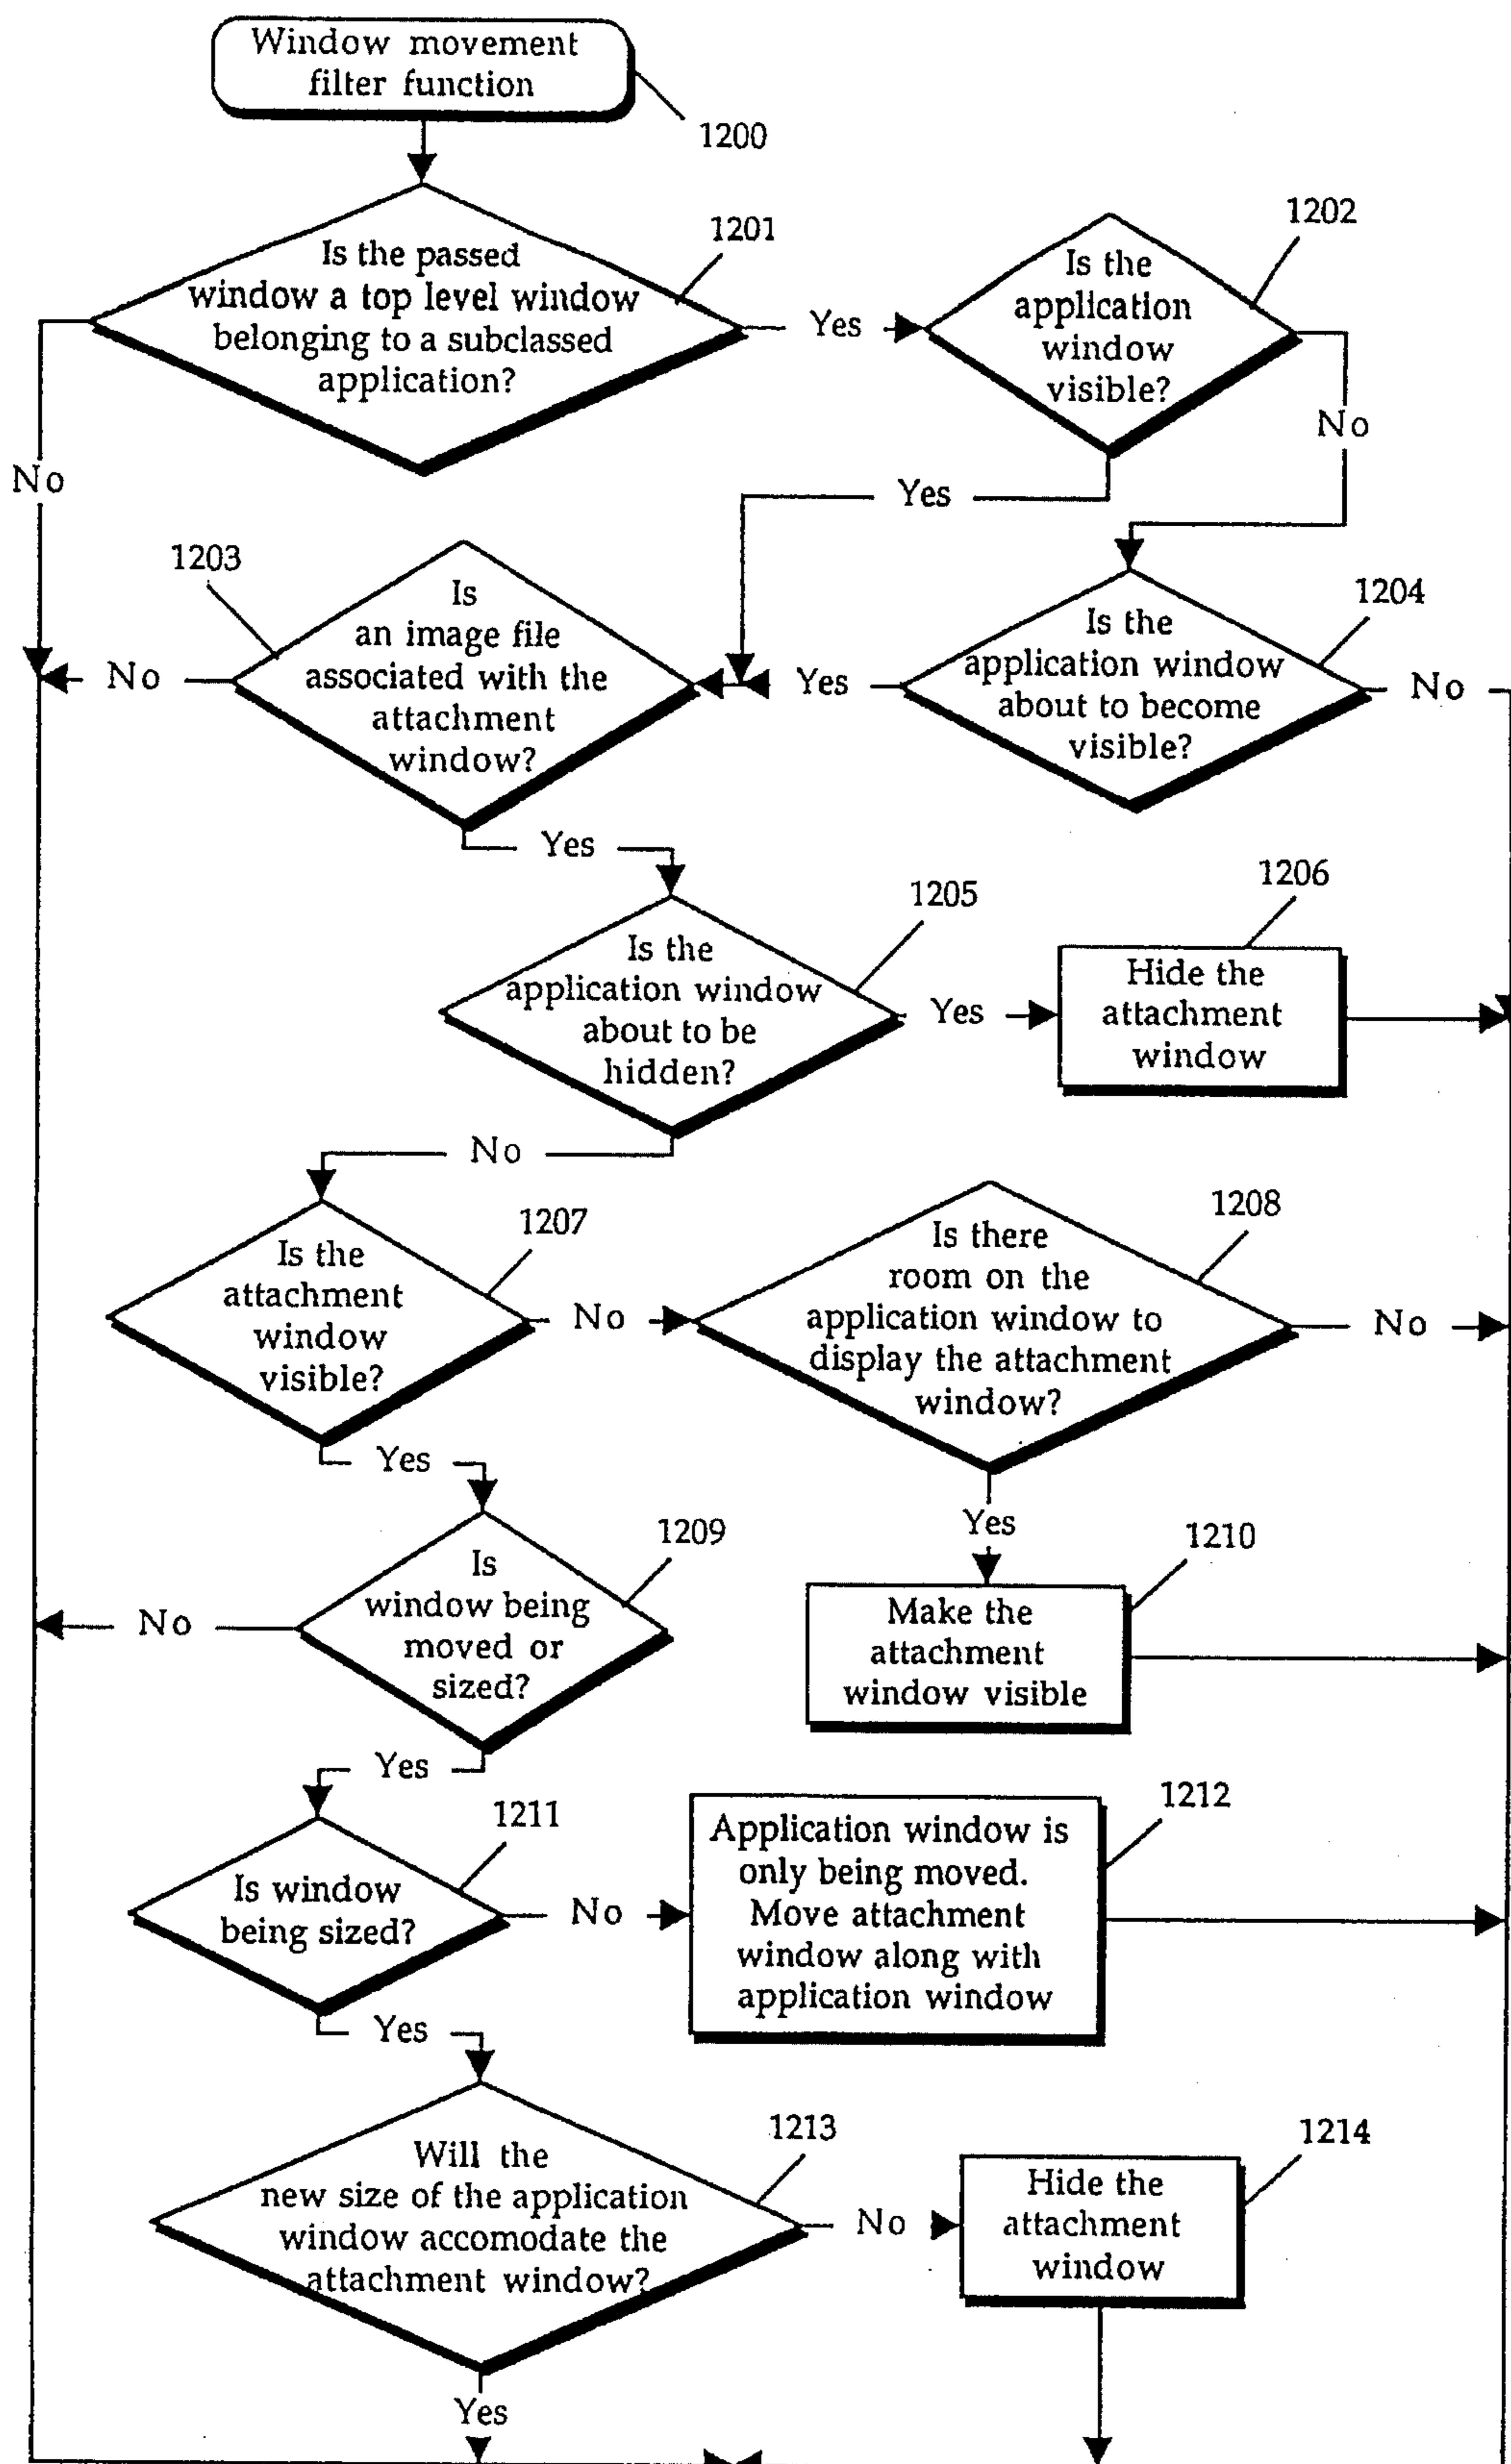 Window movement
filter function
1200
Is the passed
window a top level window
belonging to a subclassed
application?
1201
Yes
No
Is the
application
window
visible?
1202
No
Yes
Is
an image file
associated with the
attachment
window?
1203
No
Yes
Is the
application window
about to become
visible?
1204
Yes
No
Is the
application window
about to be
hidden?
1205
Yes
No
Hide the
attachment
window
1206
Is the
attachment
window
visible?
1207
No
Yes
Is there
room on the
application window to
display the attachment
window?
1208
No
Yes
Is
window being
moved or
sized?
1209
No
Yes
Make the
attachment
window visible
1210
Is window
being sized?
1211
No
Yes
Application window is
only being moved.
Move attachment
window along with
application window
1212
Will the
new size of the application
window accomodate the
attachment window?
1213
No
Yes
Hide the
attachment
window
1214